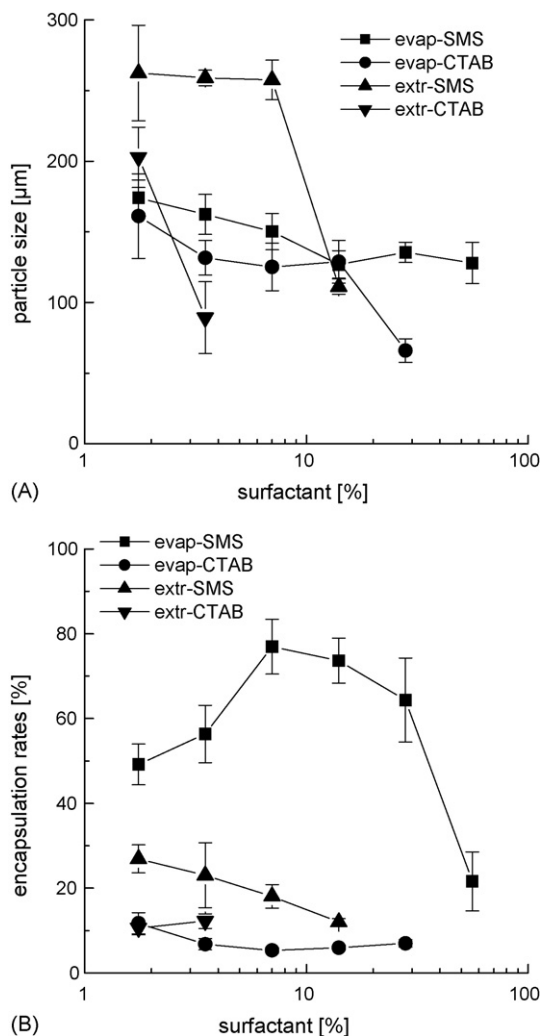 300
evap-SMS
evap-CTAB
extr-SMS
extr-CTAB
200
particle size [µm]
100
0
1
10
100
(A)
surfactant [%]
100
evap-SMS
evap-CTAB
extr-SMS
extr-CTAB
80
60
encapsulation rates [%]
40
20
0
1
10
100
(B)
surfactant [%]